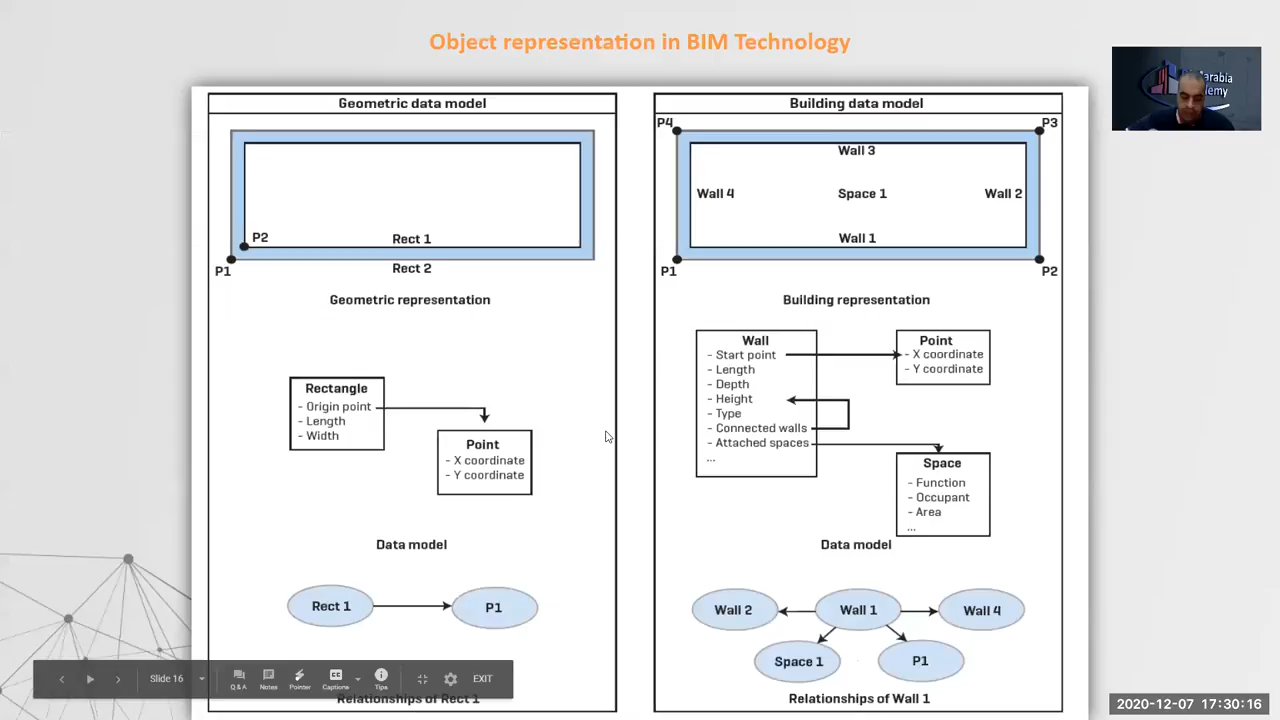 Object representation in BIM Technology
arabia
Geometric data model
P2
Rect 1
P1
Rect 2
Geometric representation
Rectangle
- Origin point
- Length
- Width
Point
- X coordinate
- Y coordinate
Data model
Rect 1
P1
Relationships of Rect 1
Building data model
P4
P3
Wall 3
Wall 4
Space 1
Wall 2
Wall 1
P1
P2
Building representation
Wall
- Start point
- Length
- Depth
- Height
- Type
- Connected walls
- Attached spaces
...
Point
- X coordinate
- Y coordinate
Space
- Function
- Occupant
- Area
...
Data model
Wall 2
Wall 1
Wall 4
Space 1
P1
Relationships of Wall 1
Slide 16
Q & A
Notes
Pointer
Captions
Tips
EXIT
2020-12-07 17:30:16